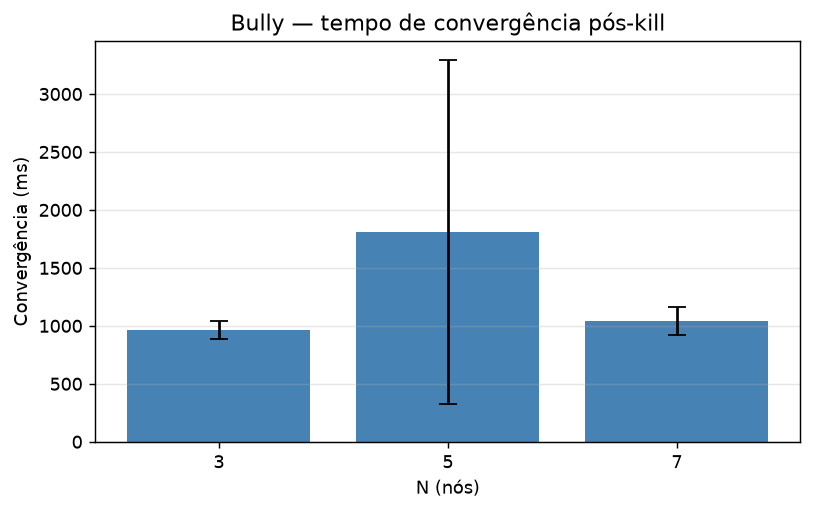 Bully — tempo de convergência pós-kill
Convergência (ms)
3000
2500
2000
1500
1000
500
0
3 5 7
N (nós)